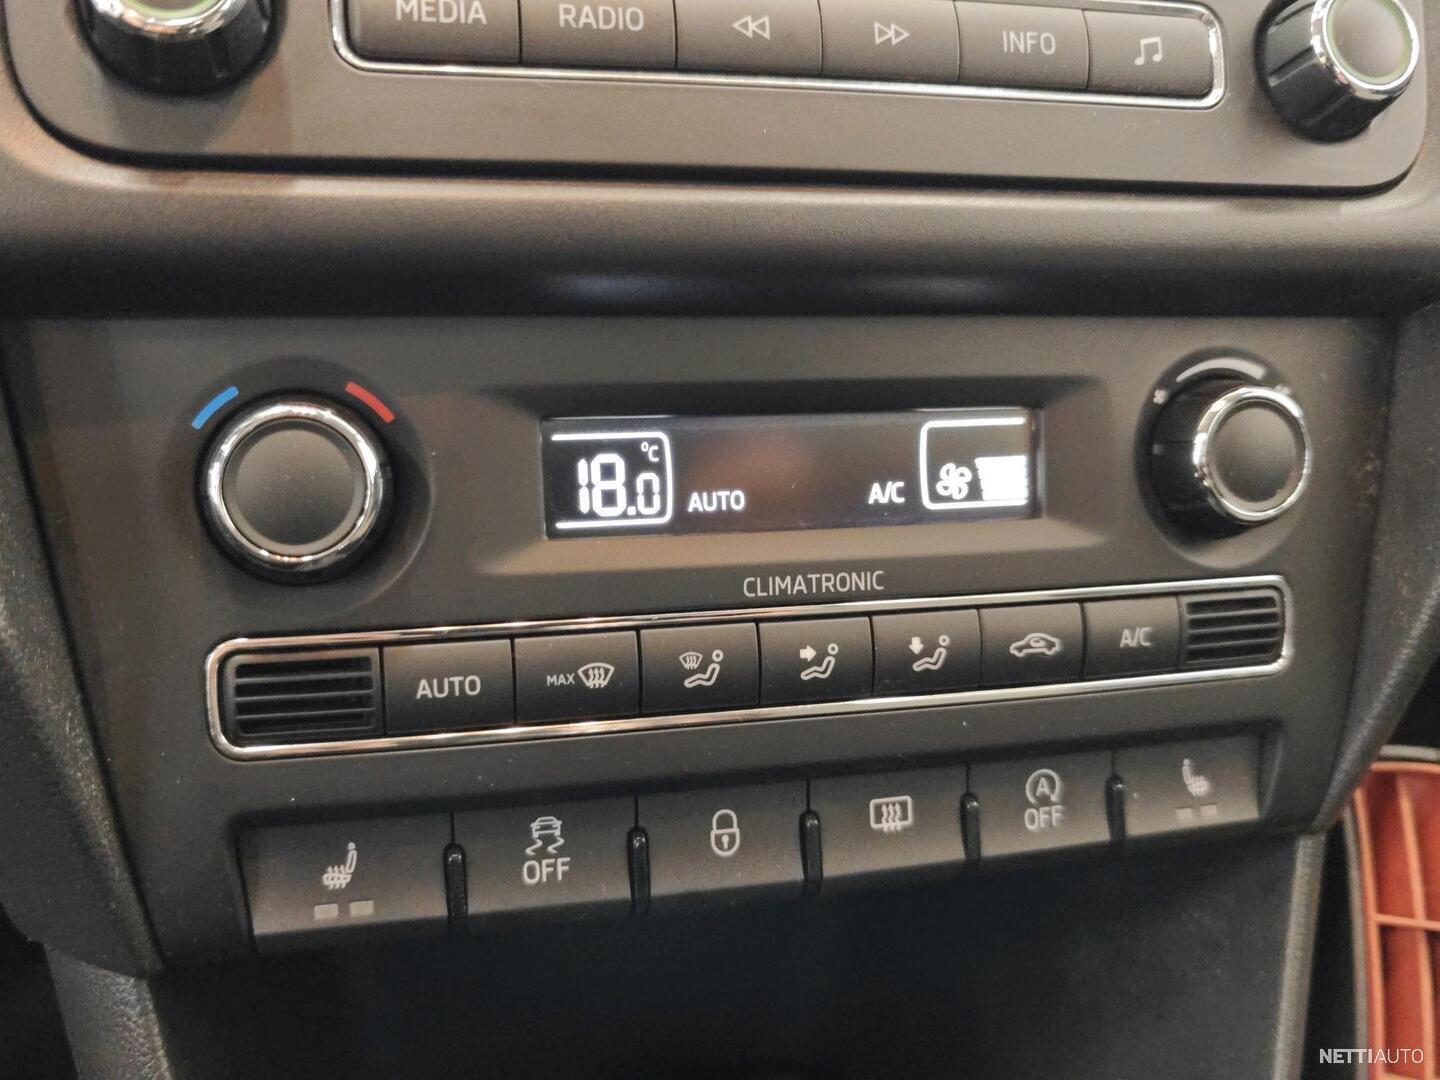 MEDIA
RADIO
INFO
18.0 °C
AUTO
A/C
CLIMATRONIC
AUTO
MAX
A/C
OFF
A
OFF
NETTIAUTO